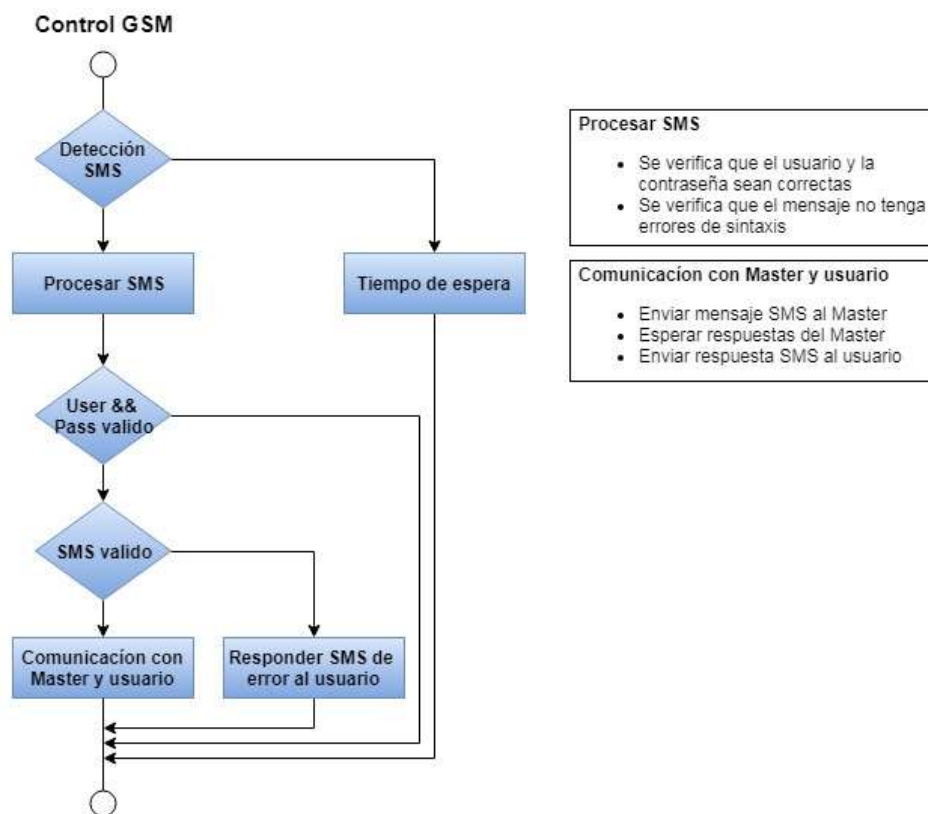 Control GSM
Detección
SMS
Procesar SMS
Tiempo de espera
User &&
Pass valido
SMS valido
Comunicacion con
Master y usuario
Responder SMS de
error al usuario
Procesar SMS
• Se verifica que el usuario y la
contraseña sean correctas
• Se verifica que el mensaje no tenga
errores de sintaxis
Comunicacíon con Master y usuario
• Enviar mensaje SMS al Master
• Esperar respuestas del Master
• Enviar respuesta SMS al usuario